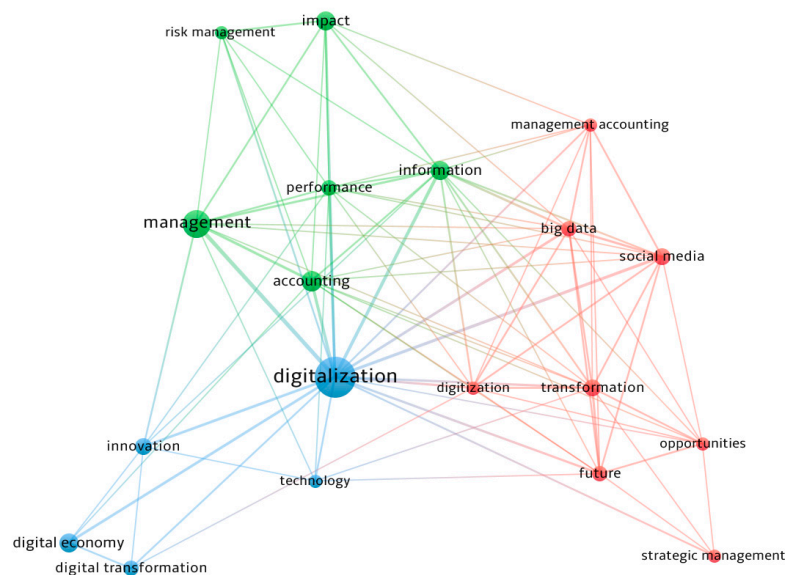 impact
risk management
management accounting
information
performance
management
big data
social media
accounting
digitalization
digitization
transformation
innovation
opportunities
technology
future
digital economy
strategic management
digital transformation